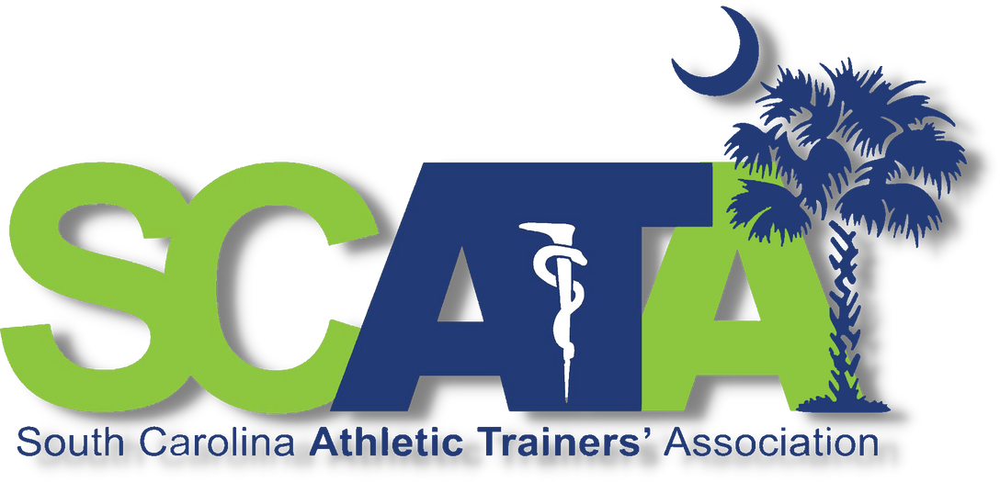 SCATA
South Carolina Athletic Trainers’ Association